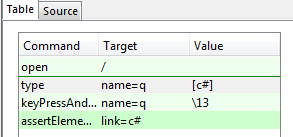 Table Source
Command Target Value
open /
type name=q [c#]
keyPressAnd... name=q \13
assertEleme... link=c#